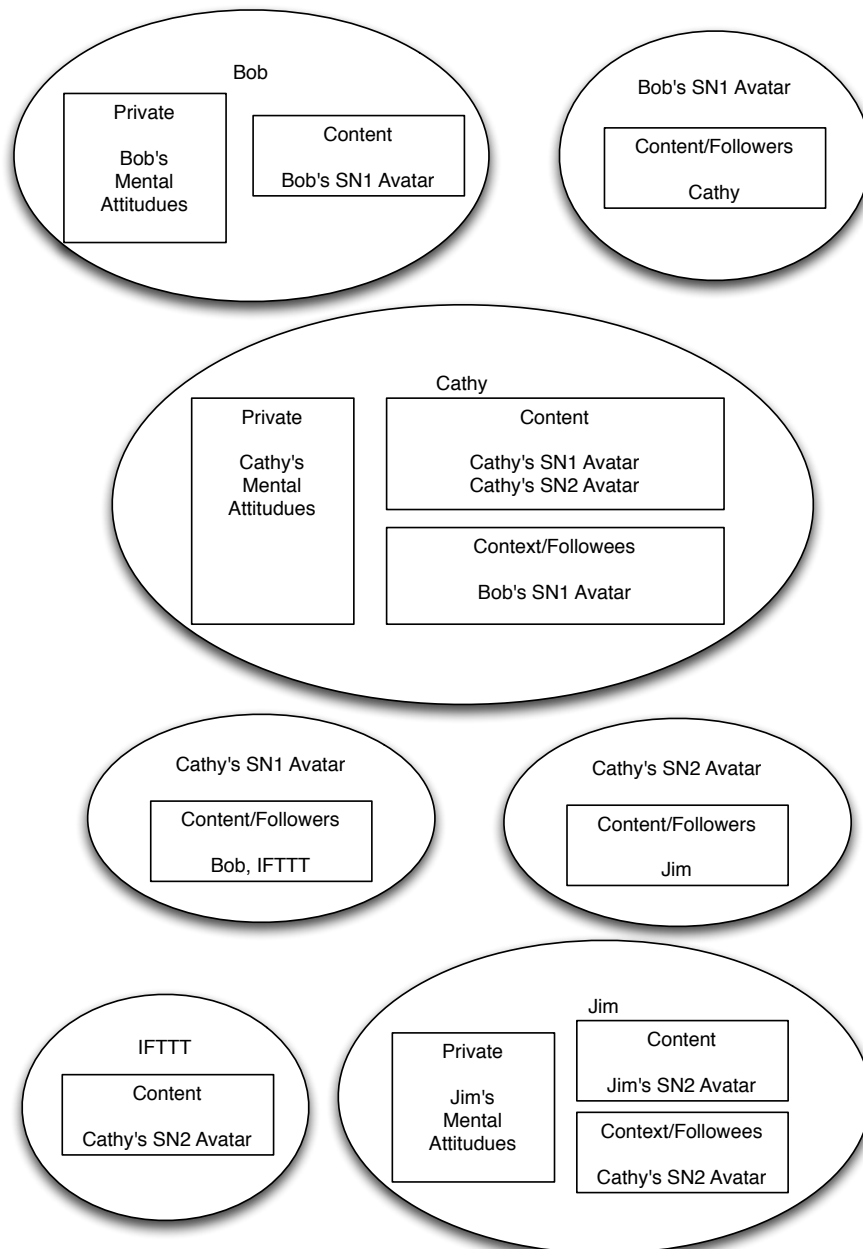 Bob
Private
Bob's
Mental
Attitudues
Content
Bob's SN1 Avatar
Bob's SN1 Avatar
Content/Followers
Cathy
Cathy
Private
Cathy's
Mental
Attitudues
Content
Cathy's SN1 Avatar
Cathy's SN2 Avatar
Context/Followees
Bob's SN1 Avatar
Cathy's SN1 Avatar
Content/Followers
Bob, IFTTT
Cathy's SN2 Avatar
Content/Followers
Jim
IFTTT
Content
Cathy's SN2 Avatar
Jim
Private
Jim's
Mental
Attitudues
Content
Jim's SN2 Avatar
Context/Followees
Cathy's SN2 Avatar